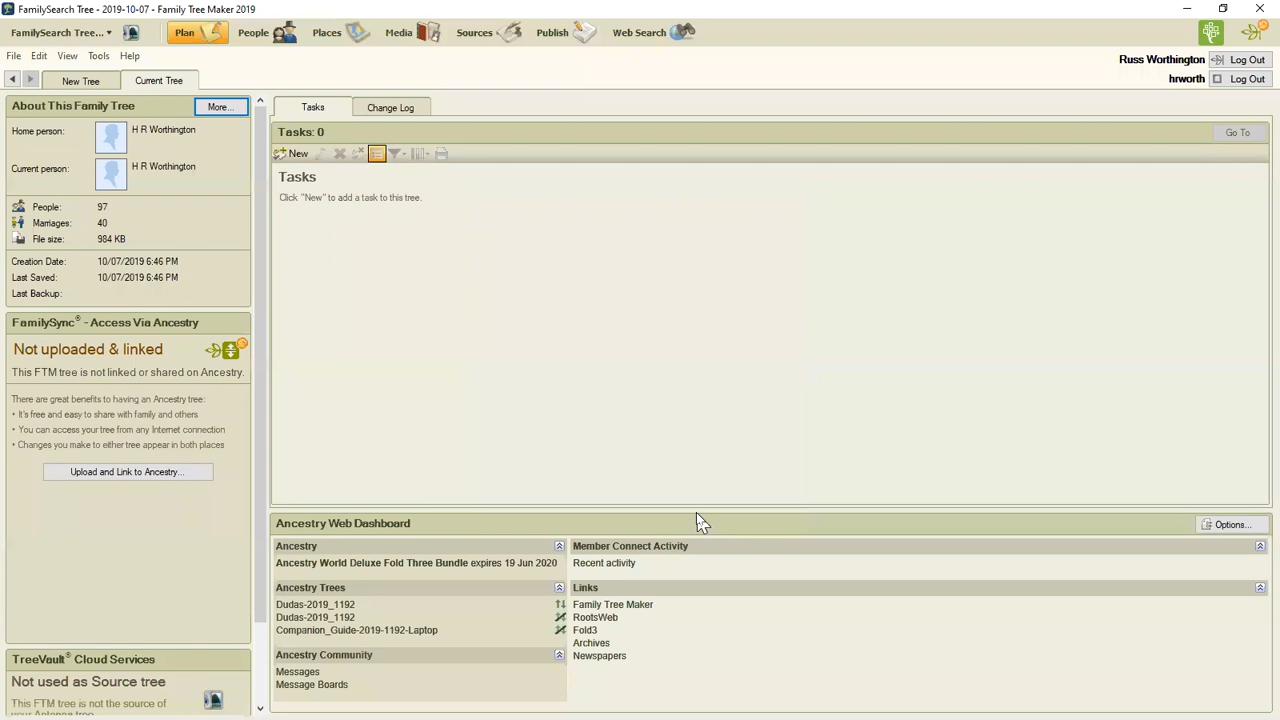 FamilySearch Tree - 2019-10-07 - Family Tree Maker 2019
FamilySearch Tree... Plan People Places Media Sources Publish Web Search
File Edit View Tools Help
Russ Worthington Log Out
hrworth Log Out
New Tree Current Tree
About This Family Tree More...
Home person: H R Worthington
Current person: H R Worthington
People: 97
Marriages: 40
File size: 984 KB
Creation Date: 10/07/2019 6:46 PM
Last Saved: 10/07/2019 6:46 PM
Last Backup:
FamilySync® - Access Via Ancestry
Not uploaded & linked
This FTM tree is not linked or shared on Ancestry.
There are great benefits to having an Ancestry tree:
• It's free and easy to share with family and others
• You can access your tree from any Internet connection
• Changes you make to either tree appear in both places
Upload and Link to Ancestry...
TreeVault® Cloud Services
Not used as Source tree
This FTM tree is not the source of
your Antenna tree.
Tasks Change Log
Tasks: 0 Go To
New
Tasks
Click "New" to add a task to this tree.
Ancestry Web Dashboard Options...
Ancestry
Ancestry World Deluxe Fold Three Bundle expires 19 Jun 2020
Ancestry Trees
Dudas-2019_1192
Dudas-2019_1192
Companion_Guide-2019-1192-Laptop
Ancestry Community
Messages
Message Boards
Member Connect Activity
Recent activity
Links
Family Tree Maker
RootsWeb
Fold3
Archives
Newspapers